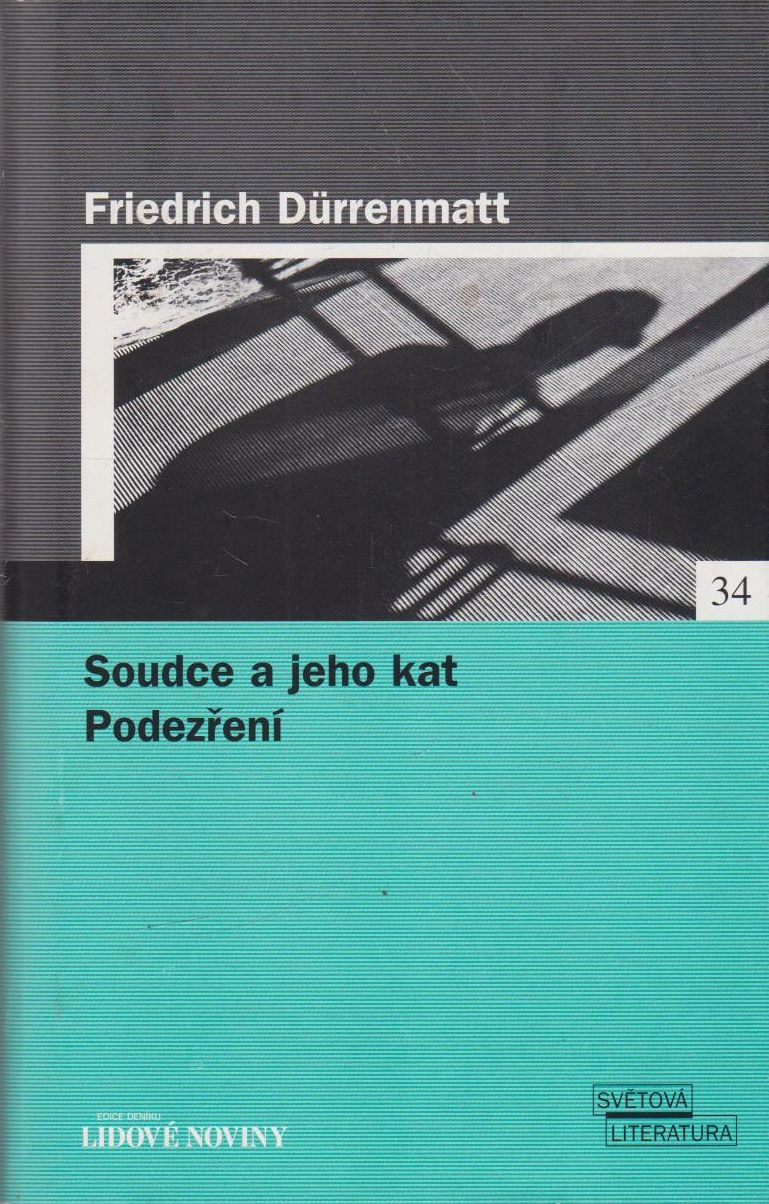 Friedrich Dürrenmatt
34
Soudce a jeho kat
Podezření
EDICE DENÍKU
LIDOVÉ NOVINY
SVĚTOVÁ
LITERATURA